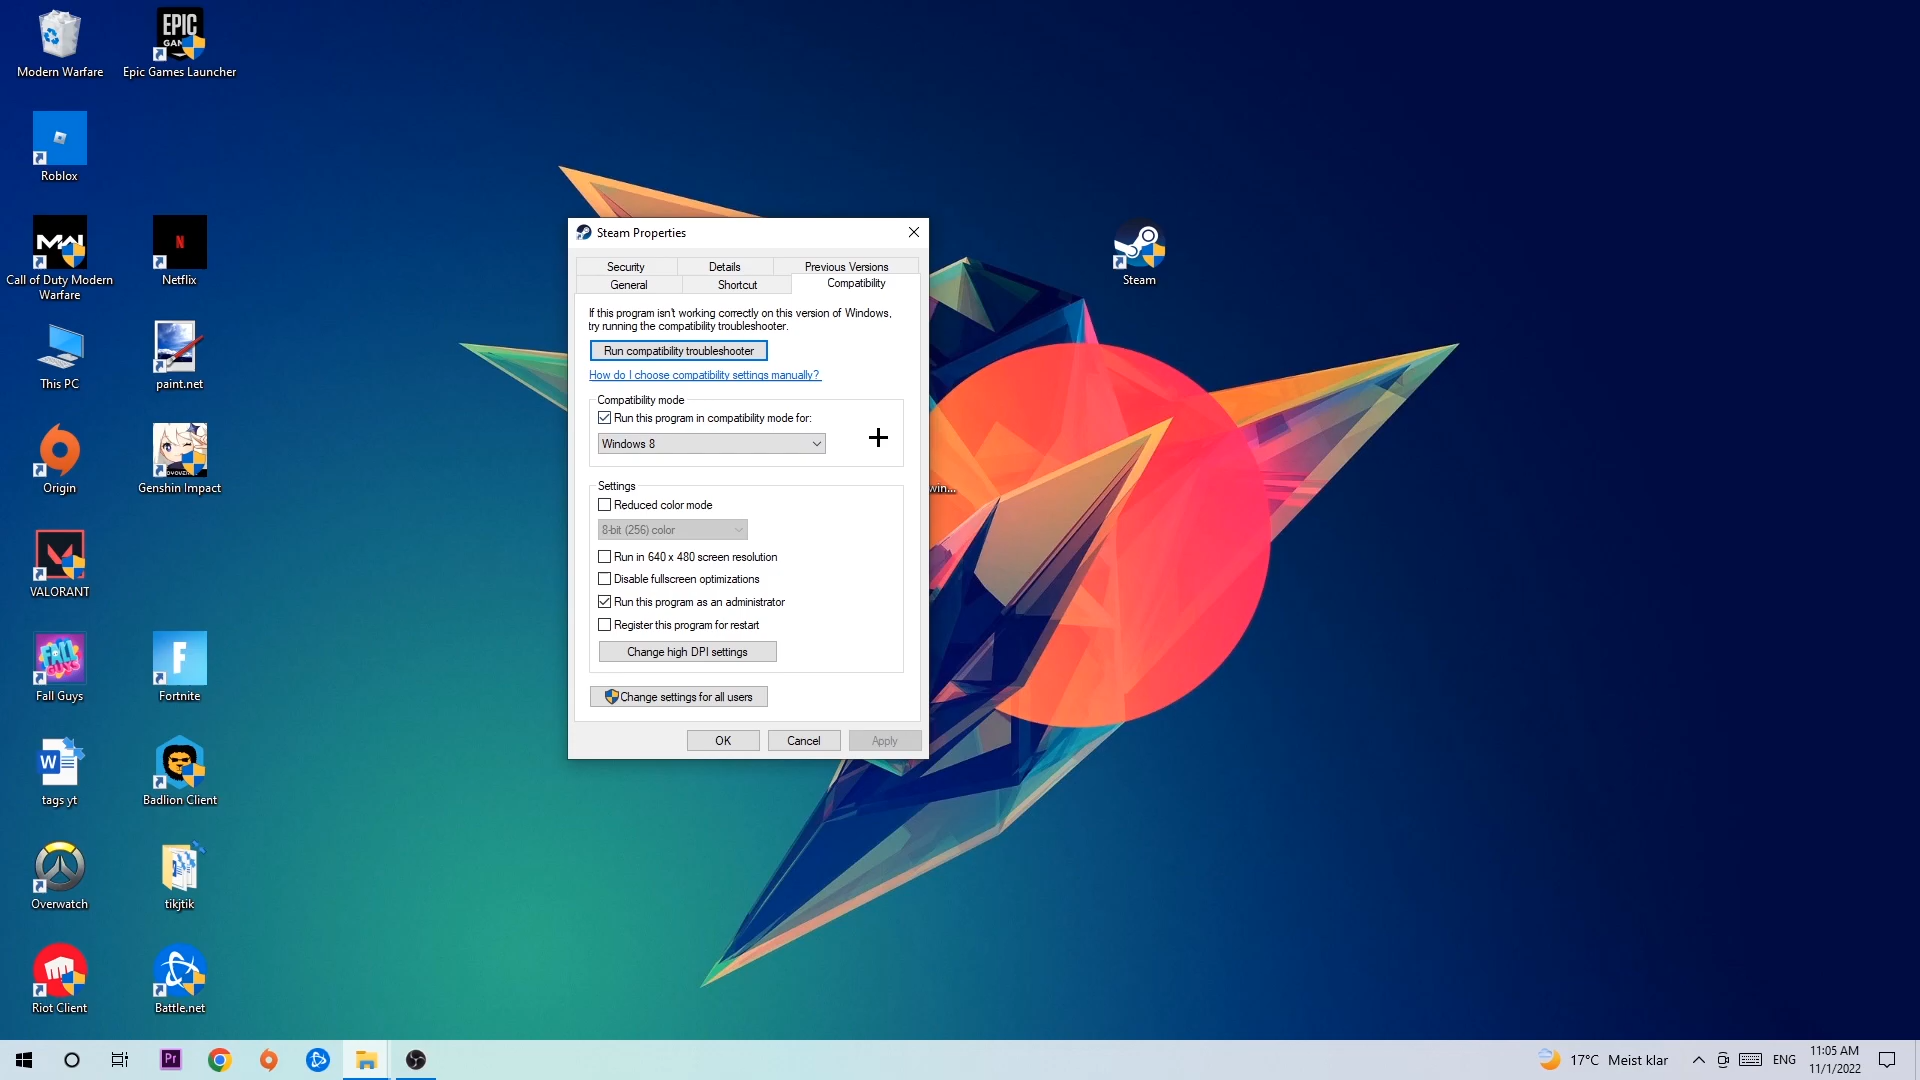 Modern Warfare
EPIC
GAMES
Epic Games Launcher
Roblox
MW
Call of Duty Modern
Warfare
N
Netflix
This PC
paint.net
Origin
Genshin Impact
VALORANT
FALL
GUYS
Fall Guys
F
Fortnite
W
tags yt
Badlion Client
Overwatch
tikjtik
Riot Client
Battle.net
Steam
win...
Steam Properties
Security
Details
Previous Versions
General
Shortcut
Compatibility
If this program isn't working correctly on this version of Windows,
try running the compatibility troubleshooter.
Run compatibility troubleshooter
How do I choose compatibility settings manually?
Compatibility mode
Run this program in compatibility mode for:
Windows 8
Settings
Reduced color mode
8-bit (256) color
Run in 640 x 480 screen resolution
Disable fullscreen optimizations
Run this program as an administrator
Register this program for restart
Change high DPI settings
Change settings for all users
OK
Cancel
Apply
Pr
17°C Meist klar
ENG
11:05 AM
11/1/2022